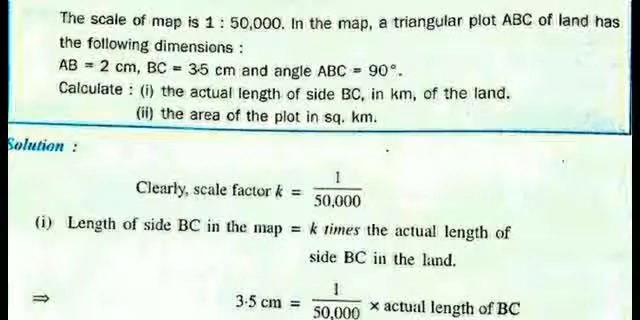 The scale of map is 1 : 50,000. In the map, a triangular plot ABC of land has
the following dimensions :
AB = 2 cm, BC = 3·5 cm and angle ABC = 90°.
Calculate : (i) the actual length of side BC, in km, of the land.
(ii) the area of the plot in sq. km.
Solution :
Clearly, scale factor k = 1/50,000
(i) Length of side BC in the map = k times the actual length of
side BC in the land.
⇒ 3·5 cm = 1/50,000 × actual length of BC